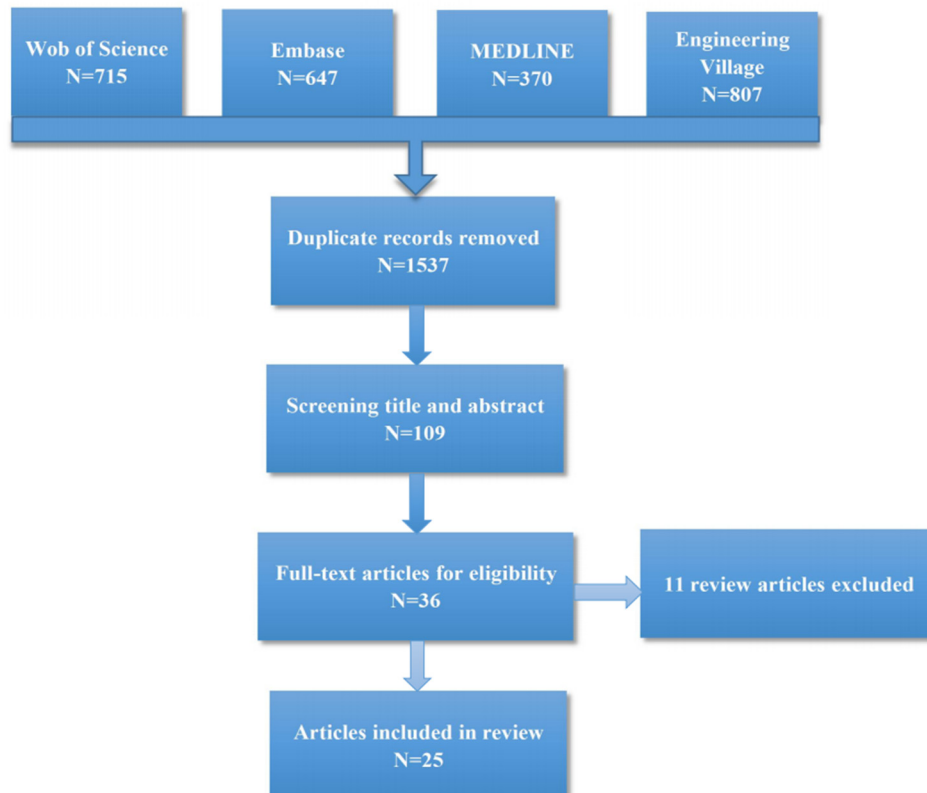 Wob of Science
N=715
Embase
N=647
MEDLINE
N=370
Engineering
Village
N=807
Duplicate records removed
N=1537
Screening title and abstract
N=109
Full-text articles for eligibility
N=36
11 review articles excluded
Articles included in review
N=25